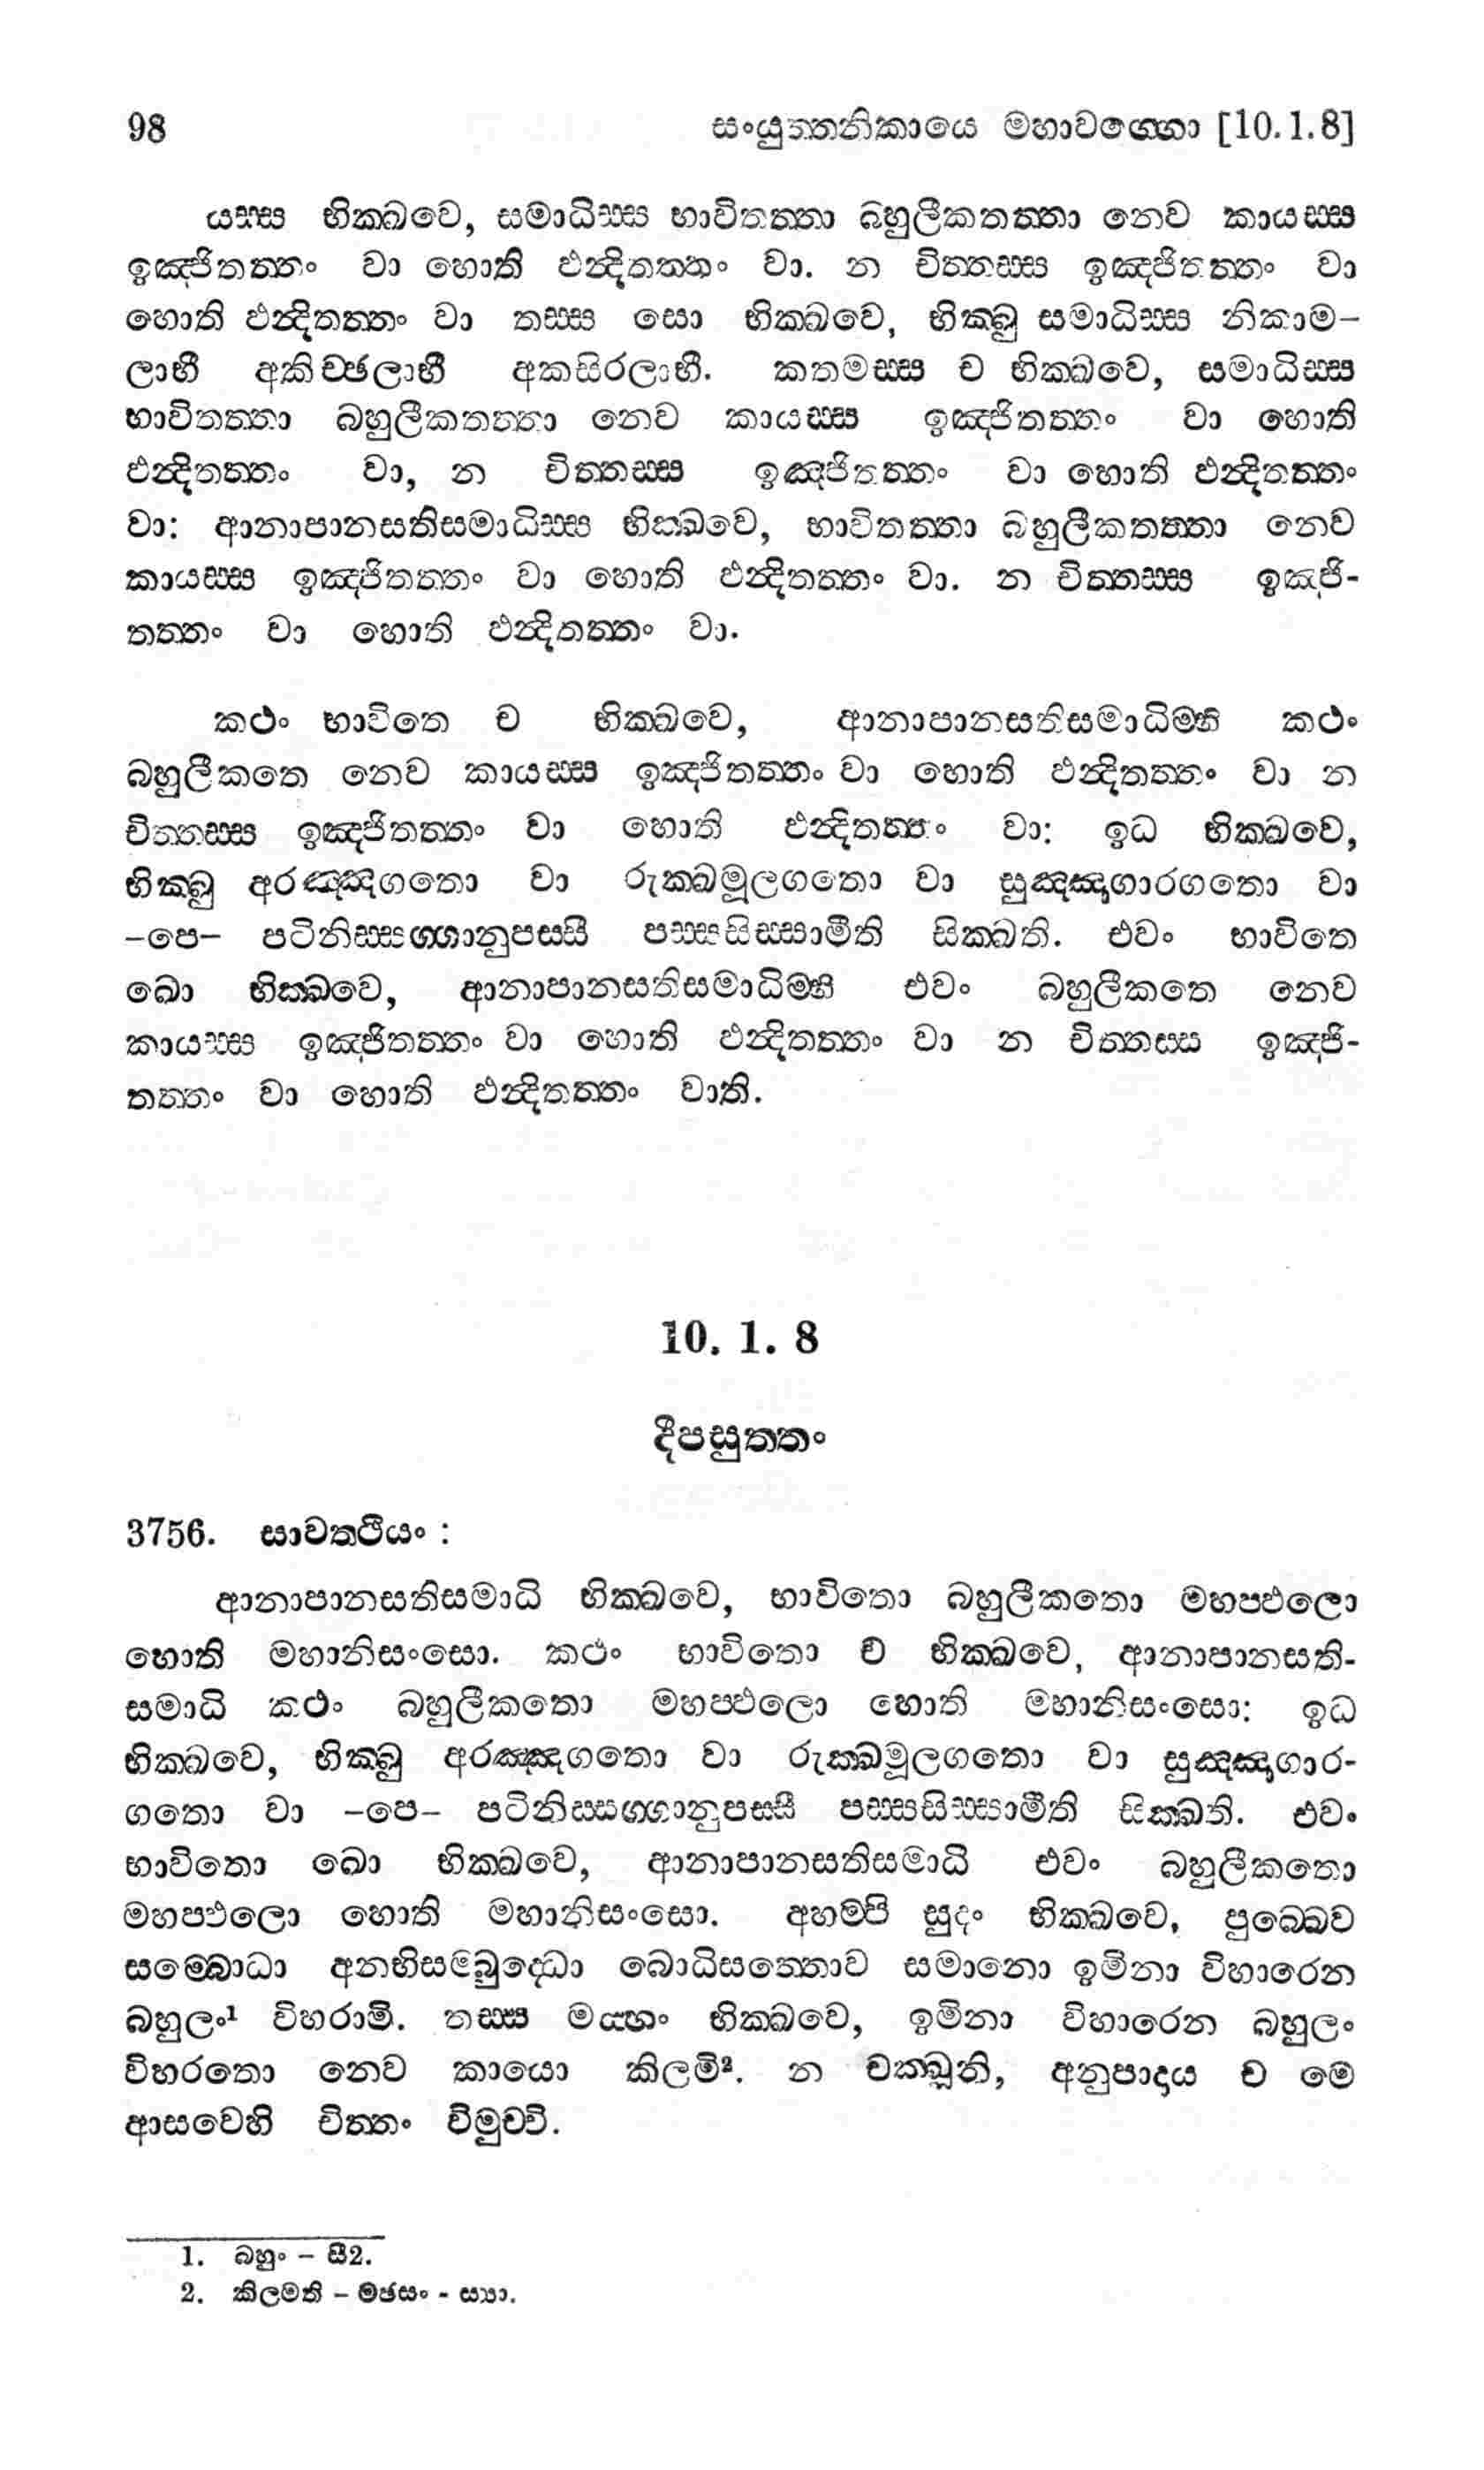 98 සංයුත්තනිකායෙ මහාවග්ගො [10.1.8]
යස්ස භික්ඛවෙ, සමාධිස්ස භාවිතත්තා බහුලීකතත්තා නෙව කායස්ස
ඉඤ්ජිතත්තං වා හොති ඵන්දිතත්තං වා. න චිත්තස්ස ඉඤ්ජිතත්තං වා
හොති ඵන්දිතත්තං වා තස්ස සො භික්ඛවෙ, භික්ඛු සමාධිස්ස නිකාම-
ලාභී අකිච්ඡලාභී අකසිරලාභී. කතමස්ස ච භික්ඛවෙ, සමාධිස්ස
භාවිතත්තා බහුලීකතත්තා නෙව කායස්ස ඉඤ්ජිතත්තං වා හොති
ඵන්දිතත්තං වා, න චිත්තස්ස ඉඤ්ජිතත්තං වා හොති ඵන්දිතත්තං
වා: ආනාපානසතිසමාධිස්ස භික්ඛවෙ, භාවිතත්තා බහුලීකතත්තා නෙව
කායස්ස ඉඤ්ජිතත්තං වා හොති ඵන්දිතත්තං වා. න චිත්තස්ස ඉඤ්ජි-
තත්තං වා හොති ඵන්දිතත්තං වා.
කථං භාවිතෙ ච භික්ඛවෙ, ආනාපානසතිසමාධිම්හි කථං
බහුලීකතෙ නෙව කායස්ස ඉඤ්ජිතත්තං වා හොති ඵන්දිතත්තං වා න
චිත්තස්ස ඉඤ්ජිතත්තං වා හොති ඵන්දිතත්තං වා: ඉධ භික්ඛවෙ,
භික්ඛු අරඤ්ඤගතො වා රුක්ඛමූලගතො වා සුඤ්ඤාගාරගතො වා
–පෙ– පටිනිස්සග්ගානුපස්සී පස්සසිස්සාමීති සික්ඛති. එවං භාවිතෙ
ඛො භික්ඛවෙ, ආනාපානසතිසමාධිම්හි එවං බහුලීකතෙ නෙව
කායස්ස ඉඤ්ජිතත්තං වා හොති ඵන්දිතත්තං වා න චිත්තස්ස ඉඤ්ජි-
තත්තං වා හොති ඵන්දිතත්තං වාති.
10. 1. 8
දීපසුත්තං
3756. සාවත්ථියං :
ආනාපානසතිසමාධි භික්ඛවෙ, භාවිතො බහුලීකතො මහප්ඵලො
හොති මහානිසංසො. කථං භාවිතො ච භික්ඛවෙ, ආනාපානසති-
සමාධි කථං බහුලීකතො මහප්ඵලො හොති මහානිසංසො: ඉධ
භික්ඛවෙ, භික්ඛු අරඤ්ඤගතො වා රුක්ඛමූලගතො වා සුඤ්ඤාගාර-
ගතො වා –පෙ– පටිනිස්සග්ගානුපස්සී පස්සසිස්සාමීති සික්ඛති. එවං
භාවිතො ඛො භික්ඛවෙ, ආනාපානසතිසමාධි එවං බහුලීකතො
මහප්ඵලො හොති මහානිසංසො. අහම්පි සුදං භික්ඛවෙ, පුබ්බෙව
සම්බොධා අනභිසම්බුද්ධො බොධිසත්තොව සමානො ඉමිනා විහාරෙන
බහුලං¹ විහරාමි. තස්ස මය්හං භික්ඛවෙ, ඉමිනා විහාරෙන බහුලං
විහරතො නෙව කායො කිලමි². න චක්ඛූනි, අනුපාදාය ච මෙ
ආසවෙහි චිත්තං විමුච්චි.
1. බහුං – සී2.
2. කිලමති – මඡසං - ස්‍යා.